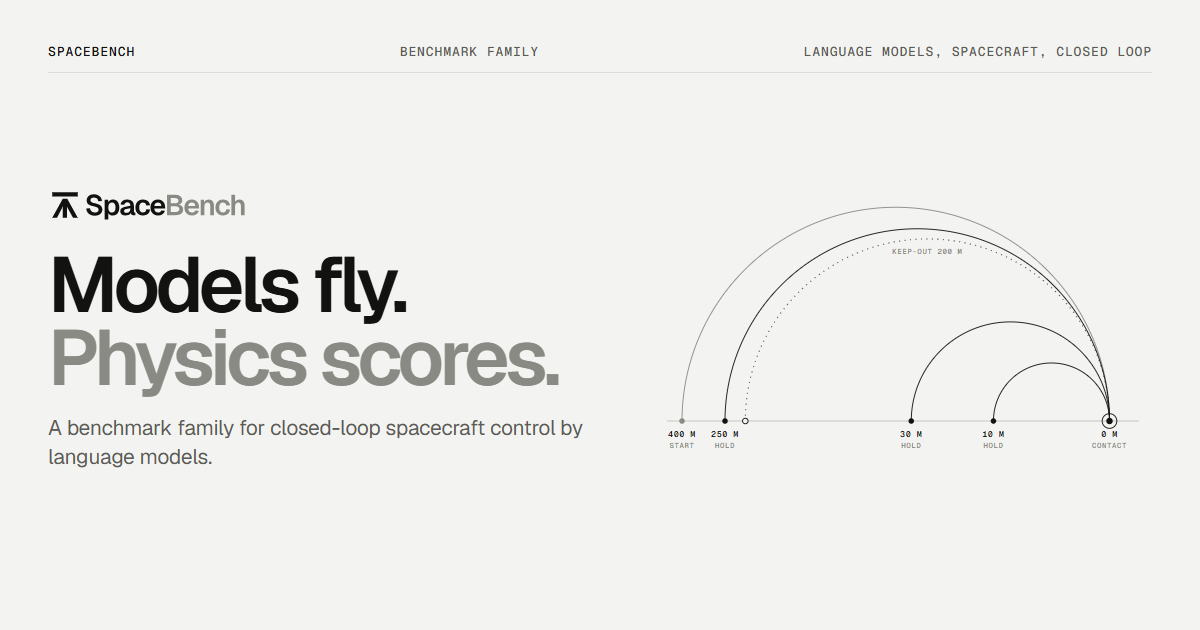 SPACEBENCH
BENCHMARK FAMILY
LANGUAGE MODELS, SPACECRAFT, CLOSED LOOP
SpaceBench
Models fly.
Physics scores.
A benchmark family for closed-loop spacecraft control by
language models.
KEEP-OUT 200 M
400 M
START
250 M
HOLD
30 M
HOLD
10 M
HOLD
0 M
CONTACT